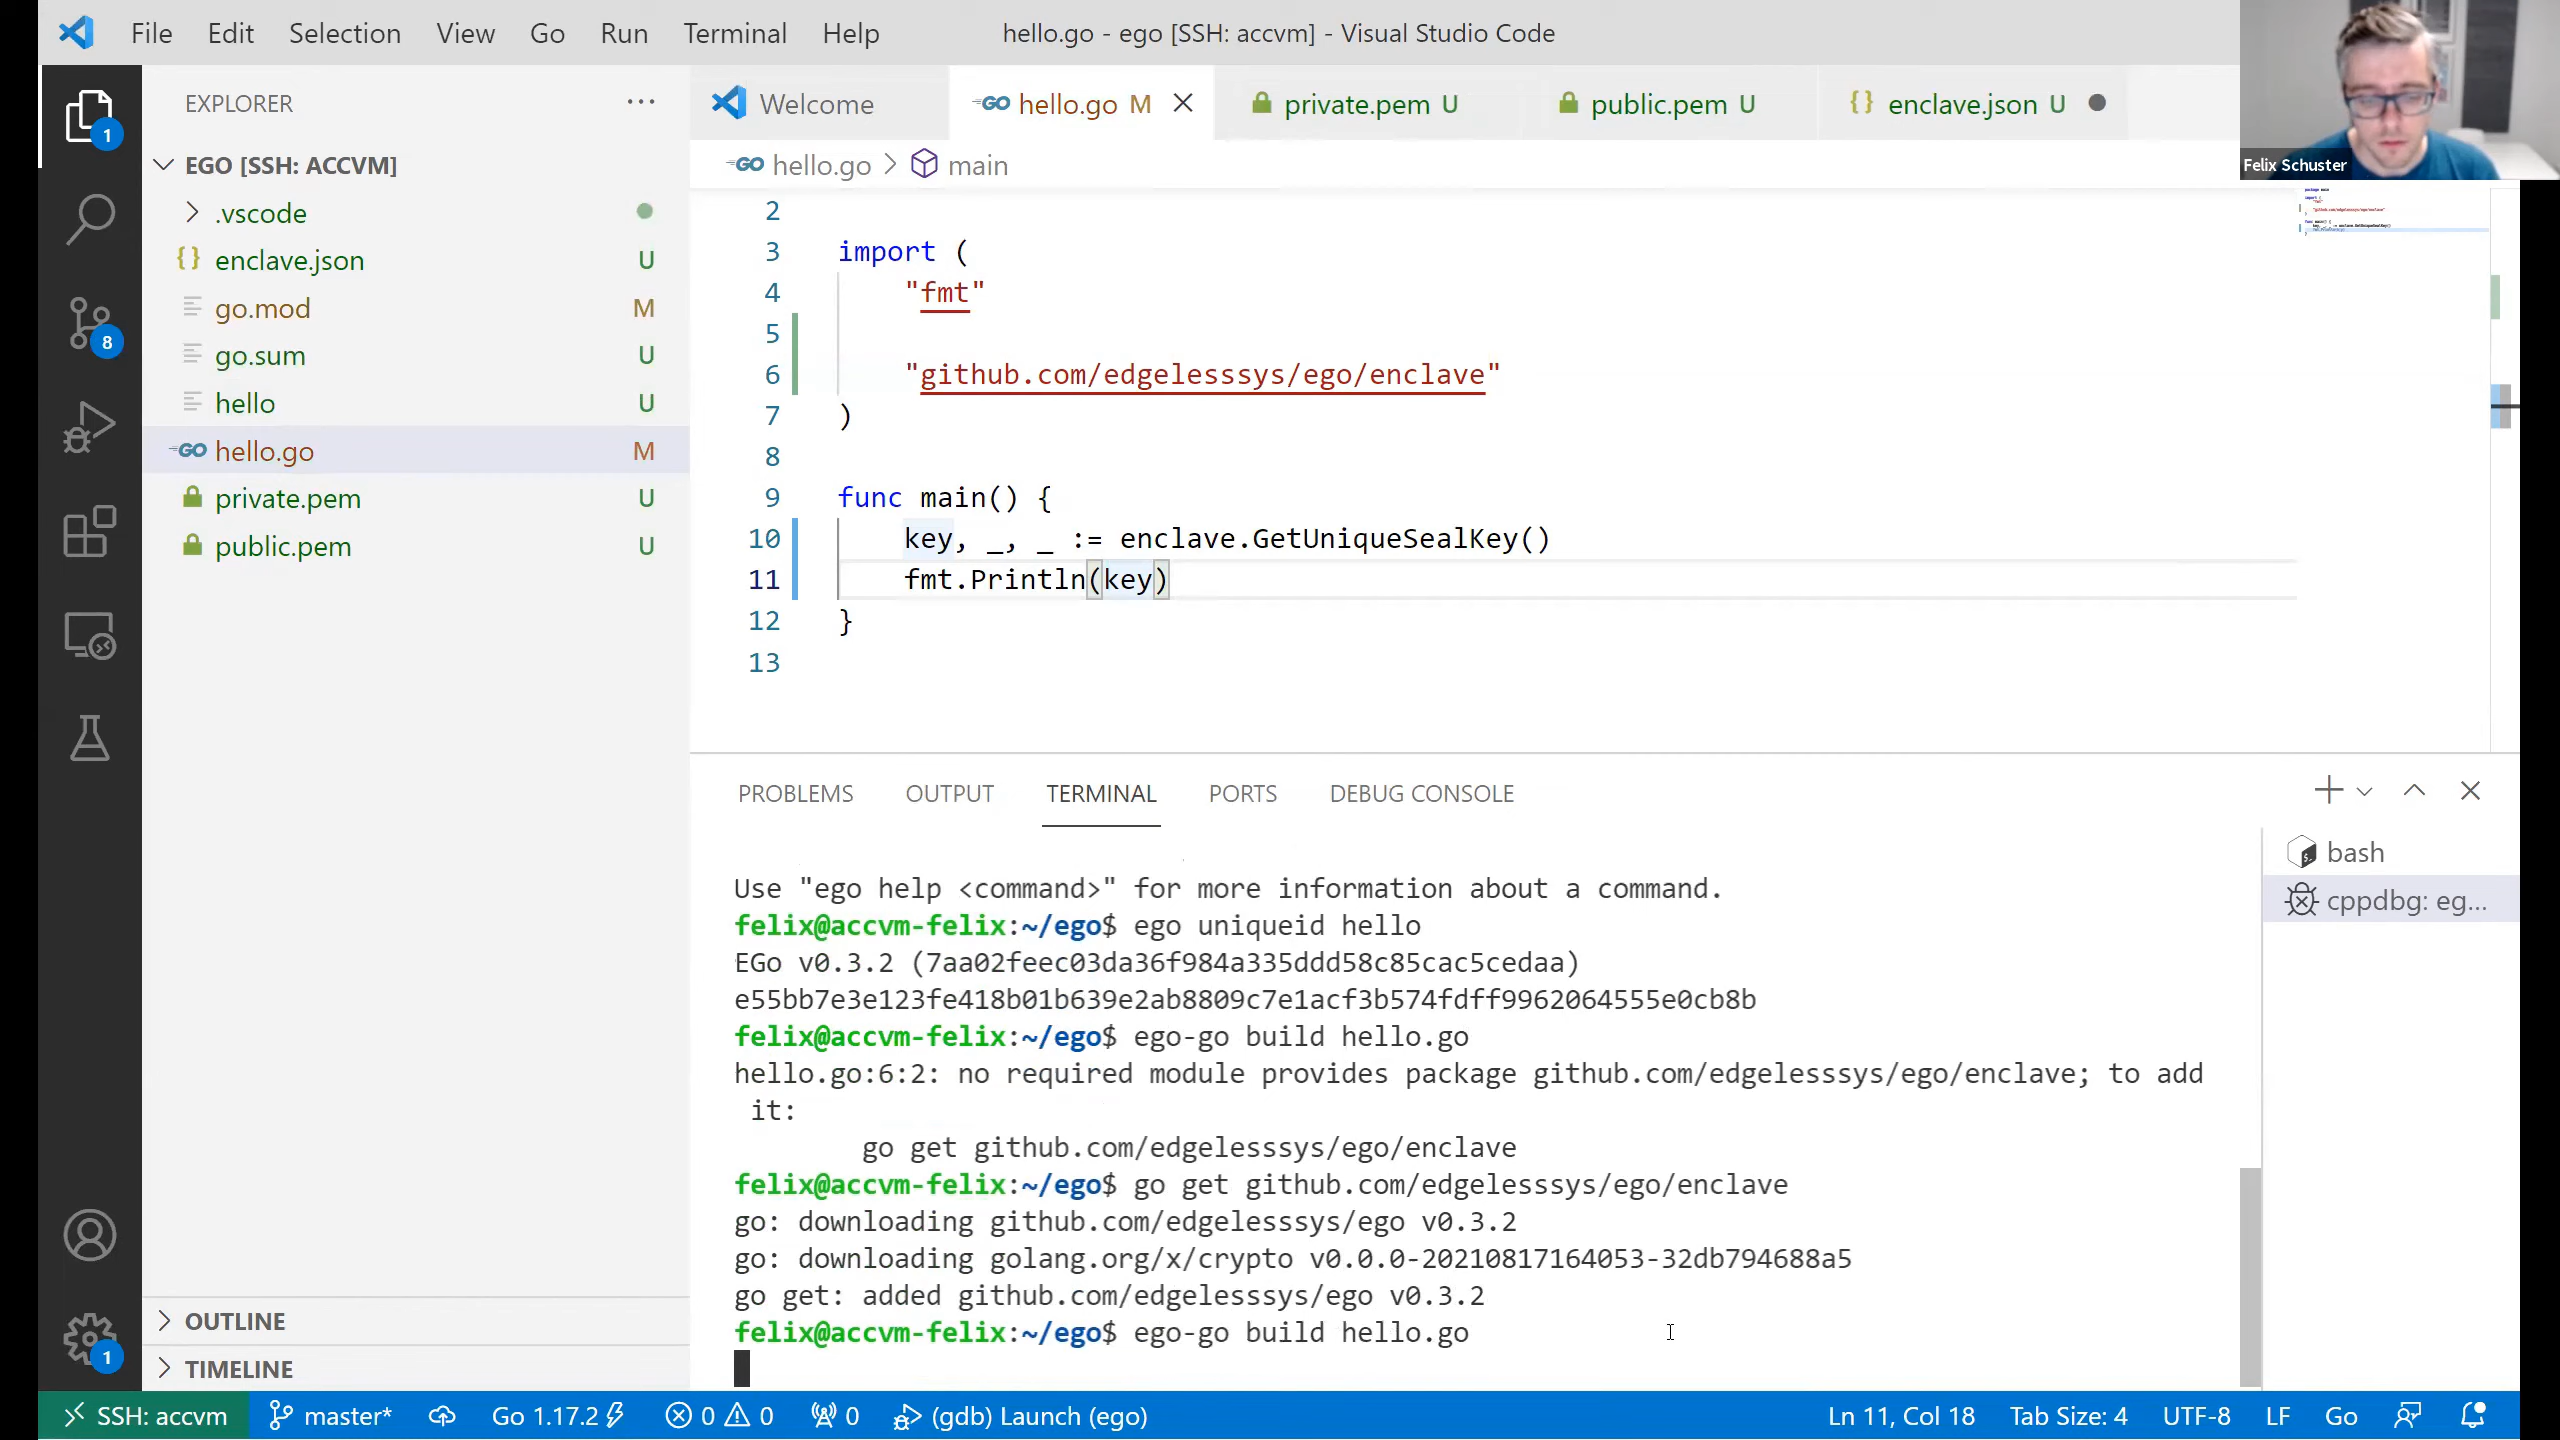 File Edit Selection View Go Run Terminal Help
hello.go - ego [SSH: accvm] - Visual Studio Code
Felix Schuster
EXPLORER
Welcome
hello.go M
private.pem U
public.pem U
enclave.json U
EGO [SSH: ACCVM]
.vscode
enclave.json U
go.mod M
go.sum U
hello U
hello.go M
private.pem U
public.pem U
OUTLINE
TIMELINE
1
8
1
hello.go > main
2
3 import (
4 "fmt"
5
6 "github.com/edgelesssys/ego/enclave"
7 )
8
9 func main() {
10 key, _, _ := enclave.GetUniqueSealKey()
11 fmt.Println(key)
12 }
13
PROBLEMS OUTPUT TERMINAL PORTS DEBUG CONSOLE
bash
cppdbg: eg...
Use "ego help <command>" for more information about a command.
felix@accvm-felix:~/ego$ ego uniqueid hello
EGo v0.3.2 (7aa02feec03da36f984a335ddd58c85cac5cedaa)
e55bb7e3e123fe418b01b639e2ab8809c7e1acf3b574fdff9962064555e0cb8b
felix@accvm-felix:~/ego$ ego-go build hello.go
hello.go:6:2: no required module provides package github.com/edgelesssys/ego/enclave; to add
it:
go get github.com/edgelesssys/ego/enclave
felix@accvm-felix:~/ego$ go get github.com/edgelesssys/ego/enclave
go: downloading github.com/edgelesssys/ego v0.3.2
go: downloading golang.org/x/crypto v0.0.0-20210817164053-32db794688a5
go get: added github.com/edgelesssys/ego v0.3.2
felix@accvm-felix:~/ego$ ego-go build hello.go
SSH: accvm master* Go 1.17.2 0 0 0 (gdb) Launch (ego) Ln 11, Col 18 Tab Size: 4 UTF-8 LF Go